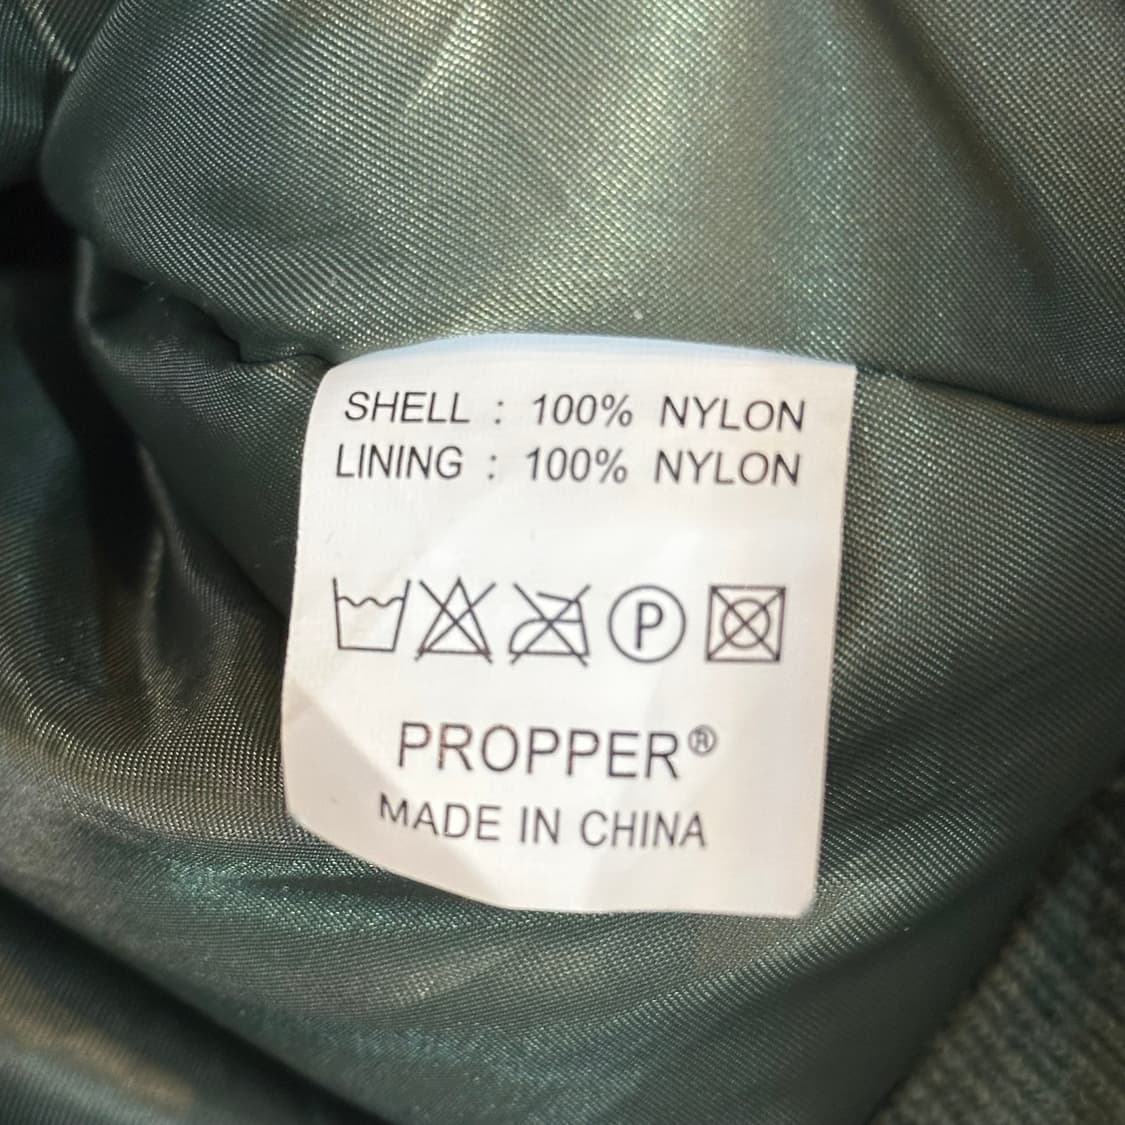 SHELL : 100% NYLON
LINING : 100% NYLON
P
PROPPER®
MADE IN CHINA